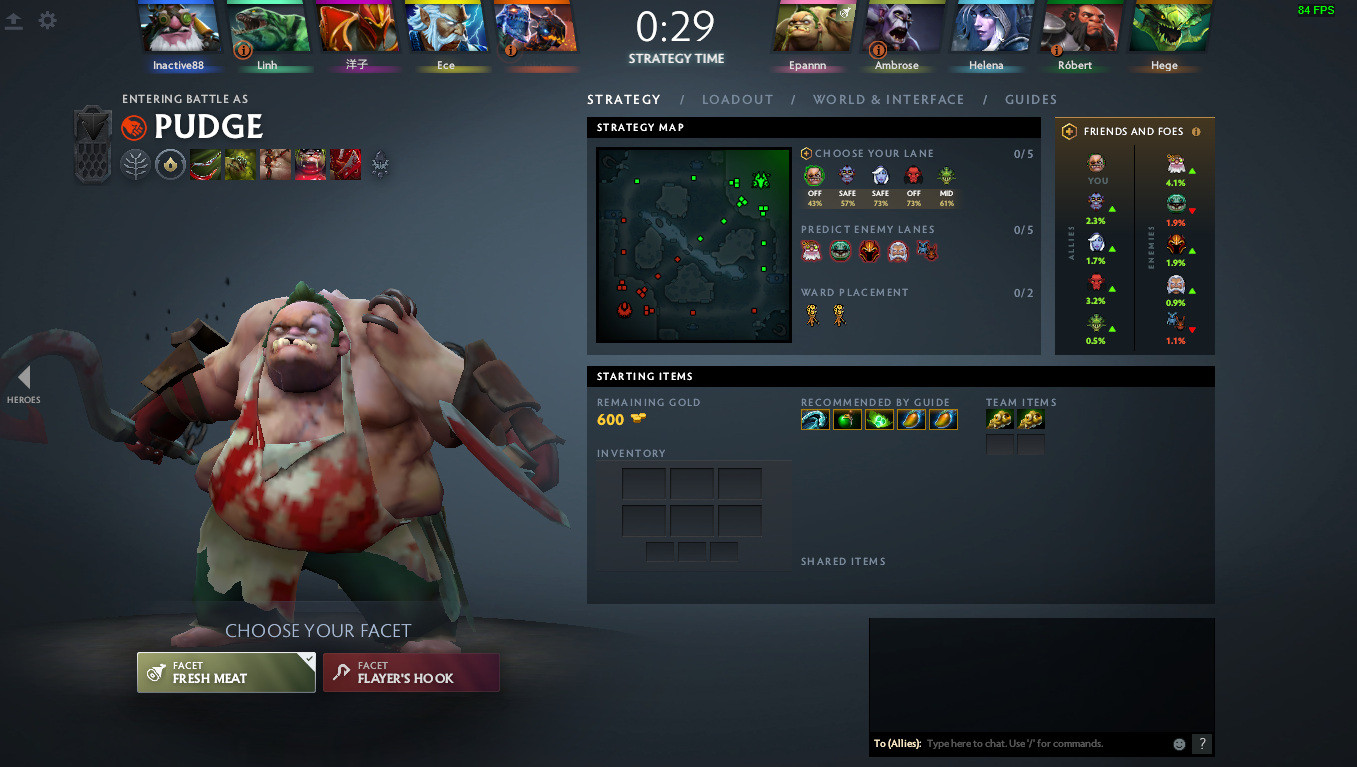 84 FPS
0:29
STRATEGY TIME
Inactive88
Linh
洋子
Ece
Epannn
Ambrose
Helena
Róbert
Hege
ENTERING BATTLE AS
PUDGE
HEROES
CHOOSE YOUR FACET
FACET
FRESH MEAT
FACET
FLAYER'S HOOK
STRATEGY / LOADOUT / WORLD & INTERFACE / GUIDES
STRATEGY MAP
CHOOSE YOUR LANE 0/5
OFF SAFE SAFE OFF MID
43% 57% 73% 73% 61%
PREDICT ENEMY LANES 0/5
WARD PLACEMENT 0/2
FRIENDS AND FOES
YOU
ALLIES
2.3%
1.7%
3.2%
0.5%
ENEMIES
4.1%
1.9%
1.9%
0.9%
1.1%
STARTING ITEMS
REMAINING GOLD
600
RECOMMENDED BY GUIDE
TEAM ITEMS
INVENTORY
SHARED ITEMS
To (Allies): Type here to chat. Use '/' for commands.
?